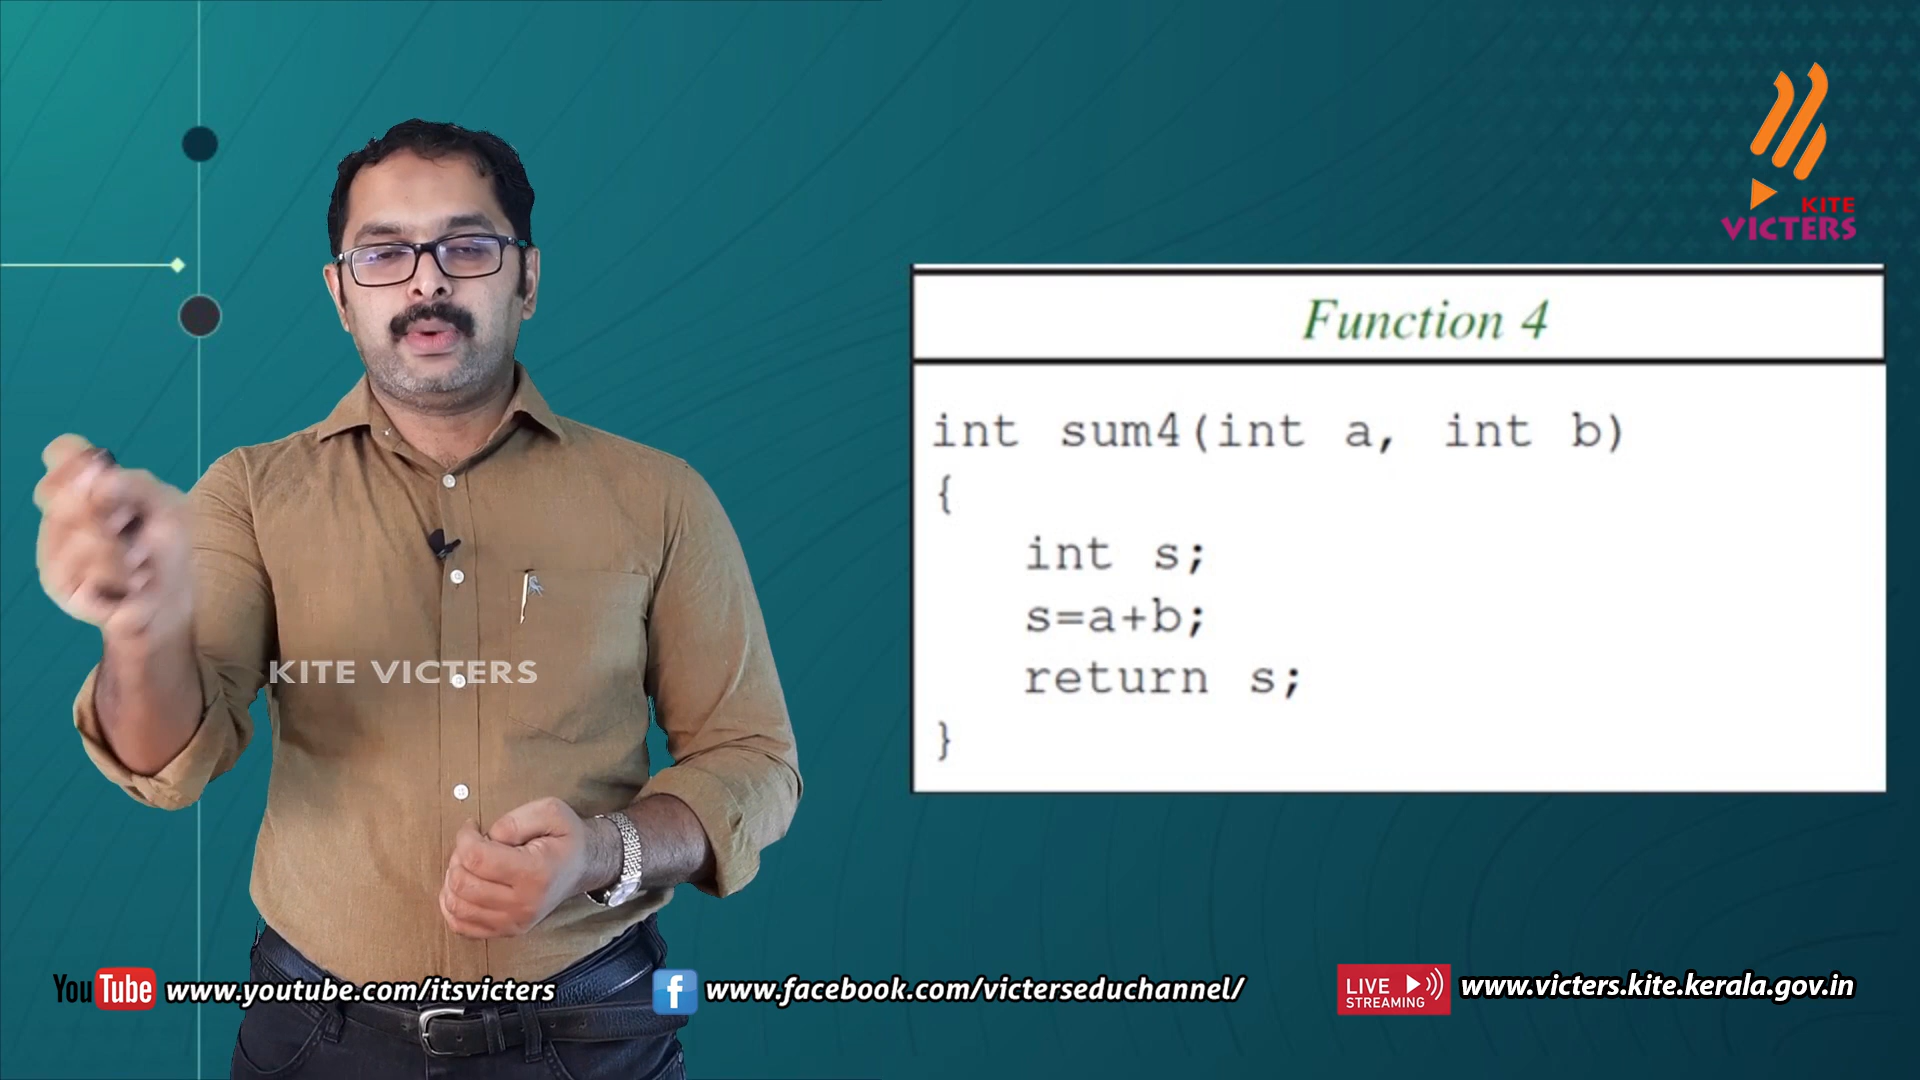 KITE
VICTERS
Function 4
int sum4(int a, int b)
{
int s;
s=a+b;
return s;
}
KITE VICTERS
YouTube www.youtube.com/itsvicters
f www.facebook.com/victerseduchannel/
LIVE
STREAMING
www.victers.kite.kerala.gov.in